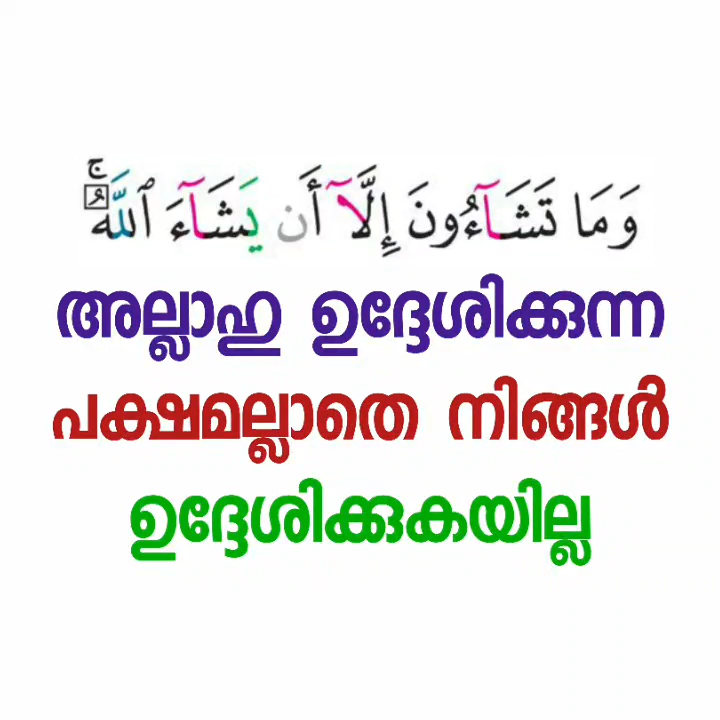 وَمَا تَشَآءُونَ إِلَّآ أَن يَشَآءَ ٱللَّهُۚ
അല്ലാഹു ഉദ്ദേശിക്കുന്ന
പക്ഷമല്ലാതെ നിങ്ങൾ
ഉദ്ദേശിക്കുകയില്ല